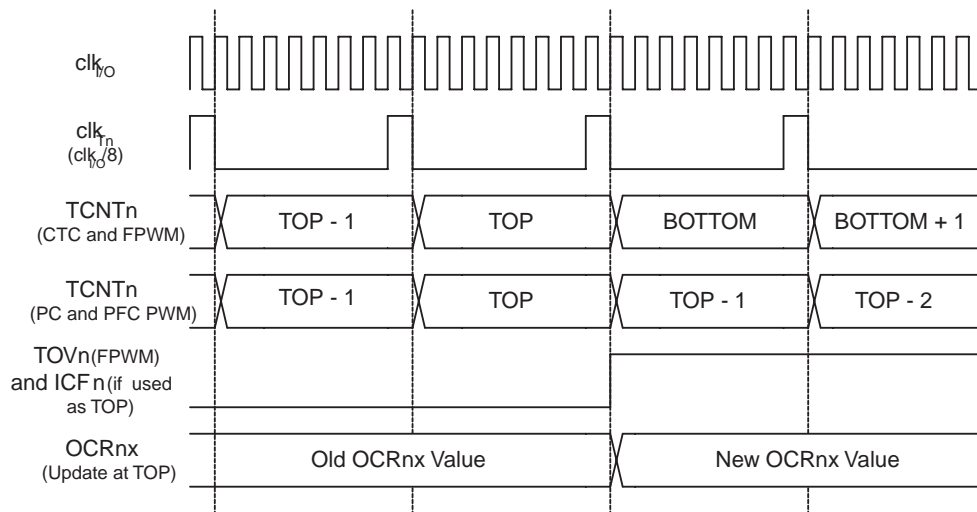 clkI/O
clkTn
(clkI/O/8)
TCNTn
(CTC and FPWM)
TOP - 1
TOP
BOTTOM
BOTTOM + 1
TCNTn
(PC and PFC PWM)
TOP - 1
TOP
TOP - 1
TOP - 2
TOVn(FPWM)
and ICFn(if used
as TOP)
OCRnx
(Update at TOP)
Old OCRnx Value
New OCRnx Value